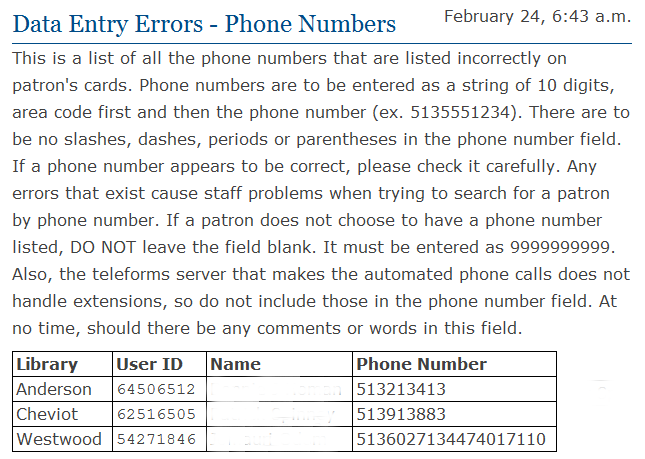 Data Entry Errors - Phone Numbers
February 24, 6:43 a.m.
This is a list of all the phone numbers that are listed incorrectly on
patron's cards. Phone numbers are to be entered as a string of 10 digits,
area code first and then the phone number (ex. 5135551234). There are to
be no slashes, dashes, periods or parentheses in the phone number field.
If a phone number appears to be correct, please check it carefully. Any
errors that exist cause staff problems when trying to search for a patron
by phone number. If a patron does not choose to have a phone number
listed, DO NOT leave the field blank. It must be entered as 9999999999.
Also, the teleforms server that makes the automated phone calls does not
handle extensions, so do not include those in the phone number field. At
no time, should there be any comments or words in this field.
Library User ID Name Phone Number
Anderson 64506512 513213413
Cheviot 62516505 513913883
Westwood 54271846 5136027134474017110